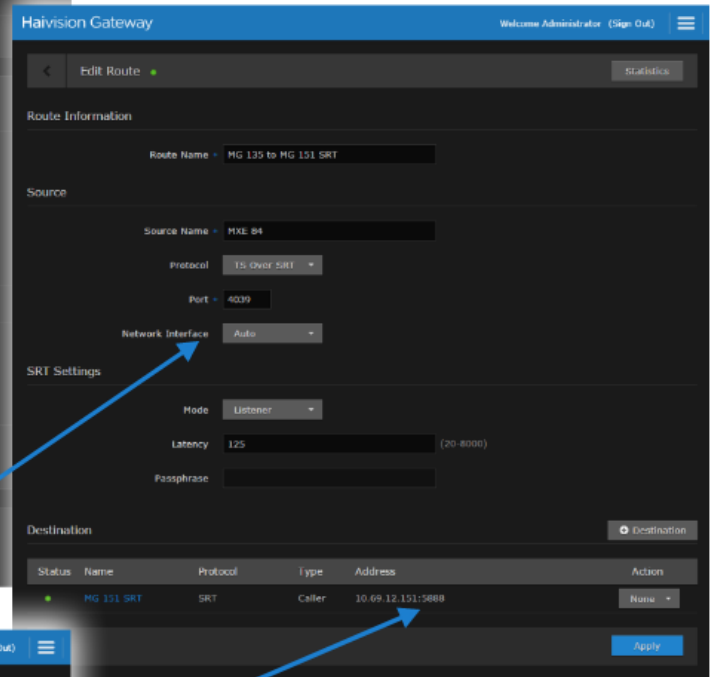 Haivision Gateway
Welcome Administrator (Sign Out)
Edit Route
Statistics
Route Information
Route Name MG 135 to MG 151 SRT
Source
Source Name MXE 84
Protocol TS Over SRT
Port 4039
Network Interface Auto
SRT Settings
Mode Listener
Latency 125 (20-8000)
Passphrase
Destination
Destination
Status Name Protocol Type Address Action
MG 151 SRT SRT Caller 10.69.12.151:5888 None
Out)
Apply